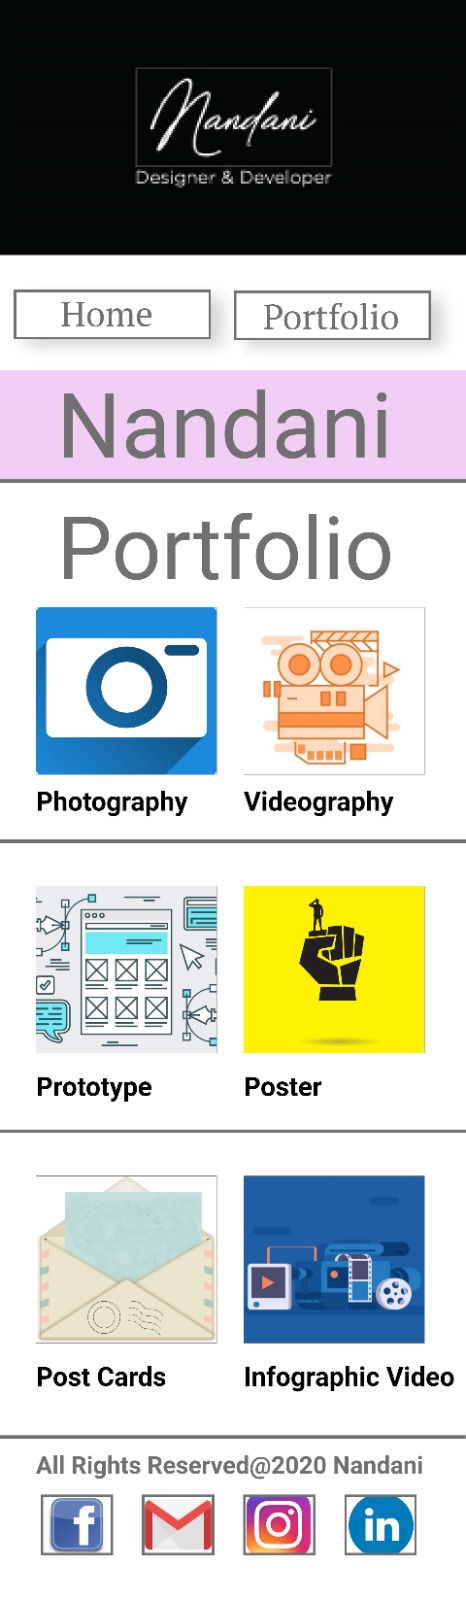 Nandani
Designer & Developer
Home Portfolio
Nandani
Portfolio
Photography Videography
Prototype Poster
Post Cards Infographic Video
All Rights Reserved@2020 Nandani
f M in